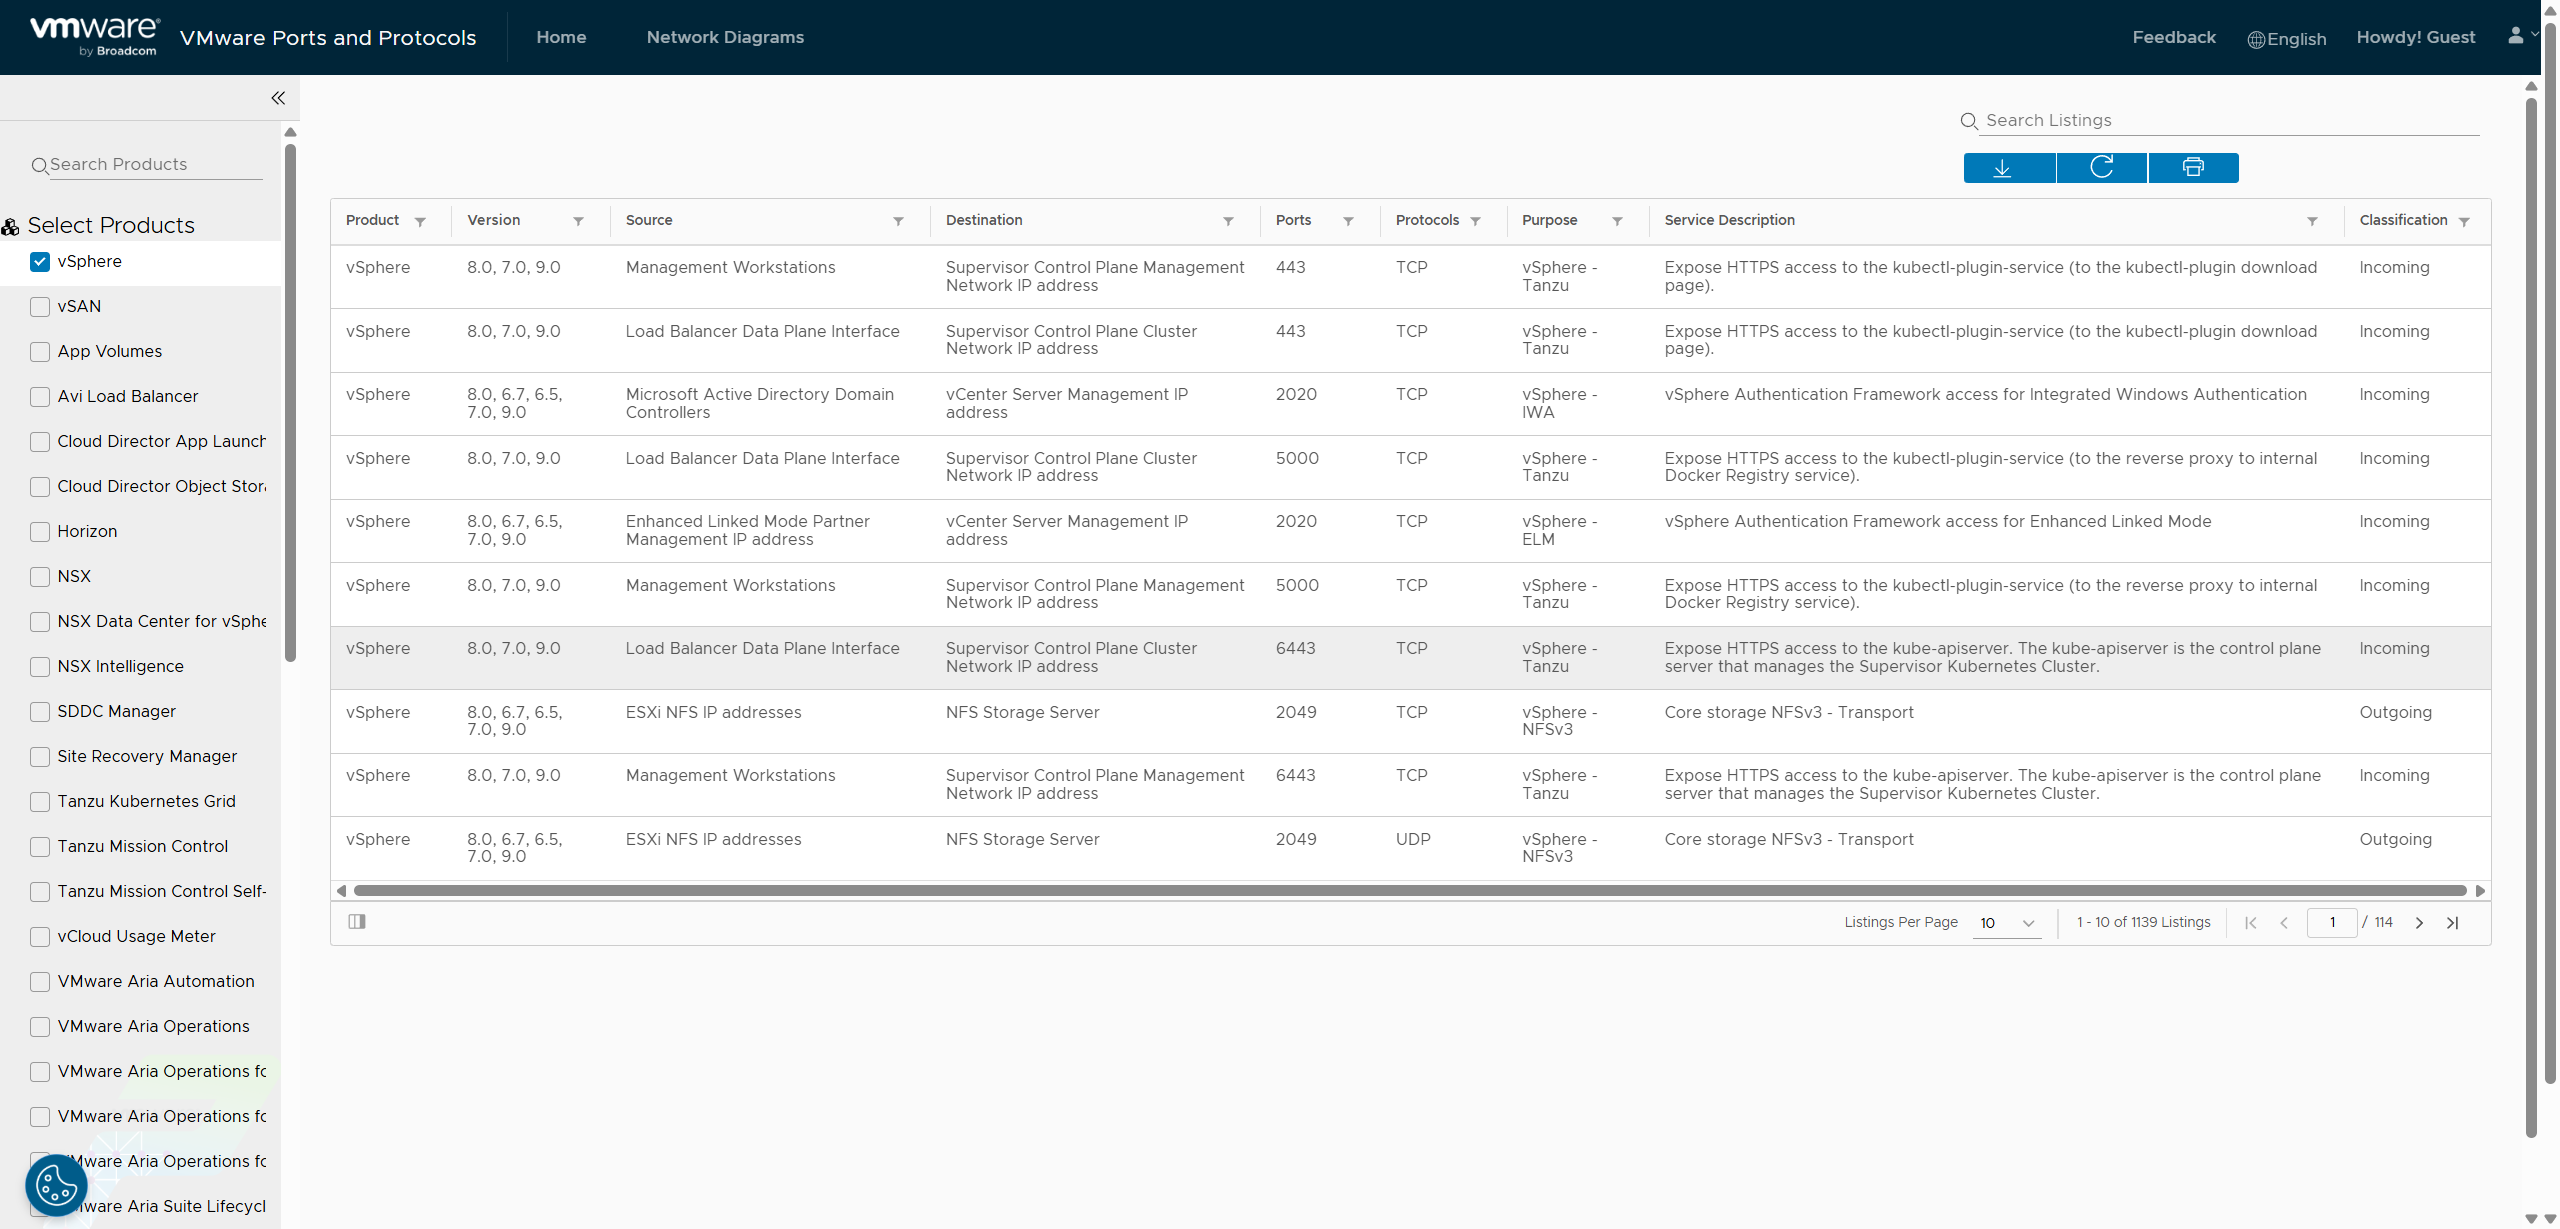 vmware®
by Broadcom
VMware Ports and Protocols
Home
Network Diagrams
Feedback
English
Howdy! Guest
Search Products
Select Products
vSphere
vSAN
App Volumes
Avi Load Balancer
Cloud Director App Launch
Cloud Director Object Stor
Horizon
NSX
NSX Data Center for vSphe
NSX Intelligence
SDDC Manager
Site Recovery Manager
Tanzu Kubernetes Grid
Tanzu Mission Control
Tanzu Mission Control Self-
vCloud Usage Meter
VMware Aria Automation
VMware Aria Operations
VMware Aria Operations fo
VMware Aria Operations fo
Mware Aria Operations fo
mware Aria Suite Lifecycl
Search Listings
Product Version Source Destination Ports Protocols Purpose Service Description Classification
vSphere 8.0, 7.0, 9.0 Management Workstations Supervisor Control Plane Management 443 TCP vSphere - Expose HTTPS access to the kubectl-plugin-service (to the kubectl-plugin download Incoming
Network IP address Tanzu page).
vSphere 8.0, 7.0, 9.0 Load Balancer Data Plane Interface Supervisor Control Plane Cluster 443 TCP vSphere - Expose HTTPS access to the kubectl-plugin-service (to the kubectl-plugin download Incoming
Network IP address Tanzu page).
vSphere 8.0, 6.7, 6.5, Microsoft Active Directory Domain vCenter Server Management IP 2020 TCP vSphere - vSphere Authentication Framework access for Integrated Windows Authentication Incoming
7.0, 9.0 Controllers address IWA
vSphere 8.0, 7.0, 9.0 Load Balancer Data Plane Interface Supervisor Control Plane Cluster 5000 TCP vSphere - Expose HTTPS access to the kubectl-plugin-service (to the reverse proxy to internal Incoming
Network IP address Tanzu Docker Registry service).
vSphere 8.0, 6.7, 6.5, Enhanced Linked Mode Partner vCenter Server Management IP 2020 TCP vSphere - vSphere Authentication Framework access for Enhanced Linked Mode Incoming
7.0, 9.0 Management IP address address ELM
vSphere 8.0, 7.0, 9.0 Management Workstations Supervisor Control Plane Management 5000 TCP vSphere - Expose HTTPS access to the kubectl-plugin-service (to the reverse proxy to internal Incoming
Network IP address Tanzu Docker Registry service).
vSphere 8.0, 7.0, 9.0 Load Balancer Data Plane Interface Supervisor Control Plane Cluster 6443 TCP vSphere - Expose HTTPS access to the kube-apiserver. The kube-apiserver is the control plane Incoming
Network IP address Tanzu server that manages the Supervisor Kubernetes Cluster.
vSphere 8.0, 6.7, 6.5, ESXi NFS IP addresses NFS Storage Server 2049 TCP vSphere - Core storage NFSv3 - Transport Outgoing
7.0, 9.0 NFSv3
vSphere 8.0, 7.0, 9.0 Management Workstations Supervisor Control Plane Management 6443 TCP vSphere - Expose HTTPS access to the kube-apiserver. The kube-apiserver is the control plane Incoming
Network IP address Tanzu server that manages the Supervisor Kubernetes Cluster.
vSphere 8.0, 6.7, 6.5, ESXi NFS IP addresses NFS Storage Server 2049 UDP vSphere - Core storage NFSv3 - Transport Outgoing
7.0, 9.0 NFSv3
Listings Per Page 10 1 - 10 of 1139 Listings 1 / 114